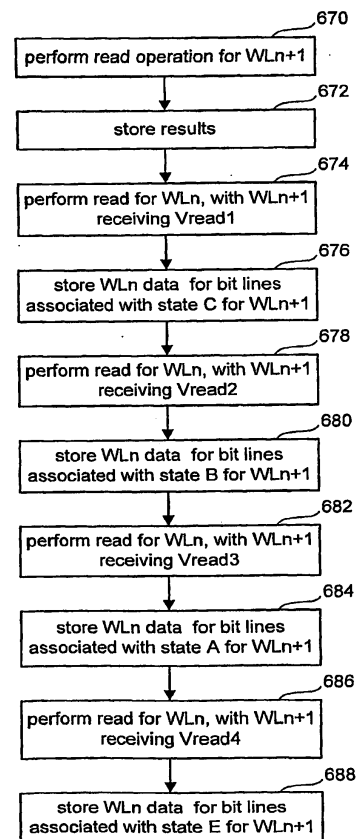 670
perform read operation for WLn+1
672
store results
674
perform read for WLn, with WLn+1
receiving Vread1
676
store WLn data for bit lines
associated with state C for WLn+1
678
perform read for WLn, with WLn+1
receiving Vread2
680
store WLn data for bit lines
associated with state B for WLn+1
682
perform read for WLn, with WLn+1
receiving Vread3
684
store WLn data for bit lines
associated with state A for WLn+1
686
perform read for WLn, with WLn+1
receiving Vread4
688
store WLn data for bit lines
associated with state E for WLn+1